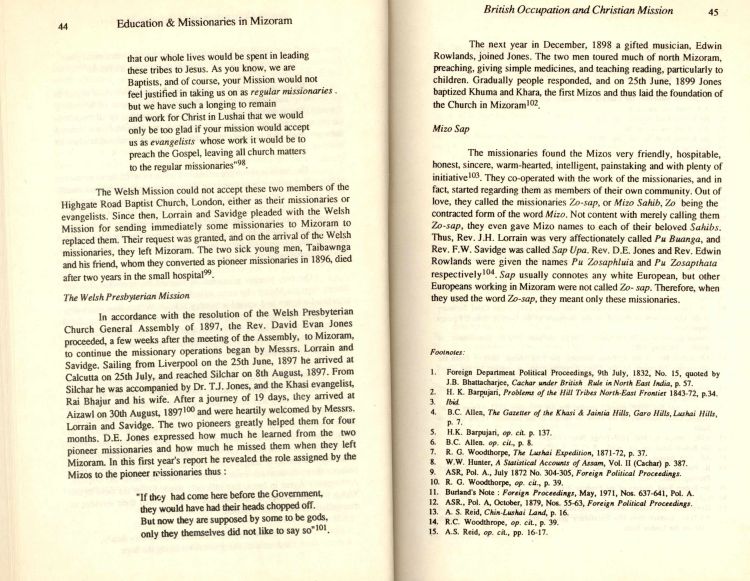 44
Education & Missionaries in Mizoram
that our whole lives would be spent in leading
these tribes to Jesus. As you know, we are
Baptists, and of course, your Mission would not
feel justified in taking us on as regular missionaries .
but we have such a longing to remain
and work for Christ in Lushai that we would
only be too glad if your mission would accept
us as evangelists whose work it would be to
preach the Gospel, leaving all church matters
to the regular missionaries"98.
The Welsh Mission could not accept these two members of the
Highgate Road Baptist Church, London, either as their missionaries or
evangelists. Since then, Lorrain and Savidge pleaded with the Welsh
Mission for sending immediately some missionaries to Mizoram to
replaced them. Their request was granted, and on the arrival of the Welsh
missionaries, they left Mizoram. The two sick young men, Taibawnga
and his friend, whom they converted as pioneer missionaries in 1896, died
after two years in the small hospital99.
The Welsh Presbyterian Mission
In accordance with the resolution of the Welsh Presbyterian
Church General Assembly of 1897, the Rev. David Evan Jones
proceeded, a few weeks after the meeting of the Assembly, to Mizoram,
to continue the missionary operations began by Messrs. Lorrain and
Savidge. Sailing from Liverpool on the 25th June, 1897 he arrived at
Calcutta on 25th July, and reached Silchar on 8th August, 1897. From
Silchar he was accompanied by Dr. T.J. Jones, and the Khasi evangelist,
Rai Bhajur and his wife. After a journey of 19 days, they arrived at
Aizawl on 30th August, 1897100 and were heartily welcomed by Messrs.
Lorrain and Savidge. The two pioneers greatly helped them for four
months. D.E. Jones expressed how much he learned from the two
pioneer missionaries and how much he missed them when they left
Mizoram. In this first year's report he revealed the role assigned by the
Mizos to the pioneer missionaries thus :
"If they had come here before the Government,
they would have had their heads chopped off.
But now they are supposed by some to be gods,
only they themselves did not like to say so"101.
British Occupation and Christian Mission
45
The next year in December, 1898 a gifted musician, Edwin
Rowlands, joined Jones. The two men toured much of north Mizoram,
preaching, giving simple medicines, and teaching reading, particularly to
children. Gradually people responded, and on 25th June, 1899 Jones
baptized Khuma and Khara, the first Mizos and thus laid the foundation of
the Church in Mizoram102.
Mizo Sap
The missionaries found the Mizos very friendly, hospitable,
honest, sincere, warm-hearted, intelligent, painstaking and with plenty of
initiative103. They co-operated with the work of the missionaries, and in
fact, started regarding them as members of their own community. Out of
love, they called the missionaries Zo-sap, or Mizo Sahib, Zo being the
contracted form of the word Mizo. Not content with merely calling them
Zo-sap, they even gave Mizo names to each of their beloved Sahibs.
Thus, Rev. J.H. Lorrain was very affectionately called Pu Buanga, and
Rev. F.W. Savidge was called Sap Upa. Rev. D.E. Jones and Rev. Edwin
Rowlands were given the names Pu Zosaphluia and Pu Zosapthata
respectively104. Sap usually connotes any white European, but other
Europeans working in Mizoram were not called Zo- sap. Therefore, when
they used the word Zo-sap, they meant only these missionaries.
Footnotes:
1. Foreign Department Political Proceedings, 9th July, 1832, No. 15, quoted by
J.B. Bhattacharjee, Cachar under British Rule in North East India, p. 57.
2. H. K. Barpujari, Problems of the Hill Tribes North-East Frontier 1843-72, p.34.
3. Ibid.
4. B.C. Allen, The Gazetter of the Khasi & Jaintia Hills, Garo Hills, Lushai Hills,
p. 7.
5. H.K. Barpujari, op. cit. p. 137.
6. B.C. Allen. op. cit., p. 8.
7. R. G. Woodthorpe, The Lushai Expedition, 1871-72, p. 37.
8. W.W. Hunter, A Statistical Accounts of Assam, Vol. II (Cachar) p. 387.
9. ASR, Pol. A., July 1872 No. 304-305, Foreign Political Proceedings.
10. R. G. Woodthorpe, op. cit., p. 39.
11. Burland's Note : Foreign Proceedings, May, 1971, Nos. 637-641, Pol. A.
12. ASR., Pol. A, October, 1879, Nos. 55-63, Foreign Political Proceedings.
13. A. S. Reid, Chin-Lushai Land, p. 16.
14. R.C. Woodthrope, op. cit., p. 39.
15. A.S. Reid, op. cit., pp. 16-17.